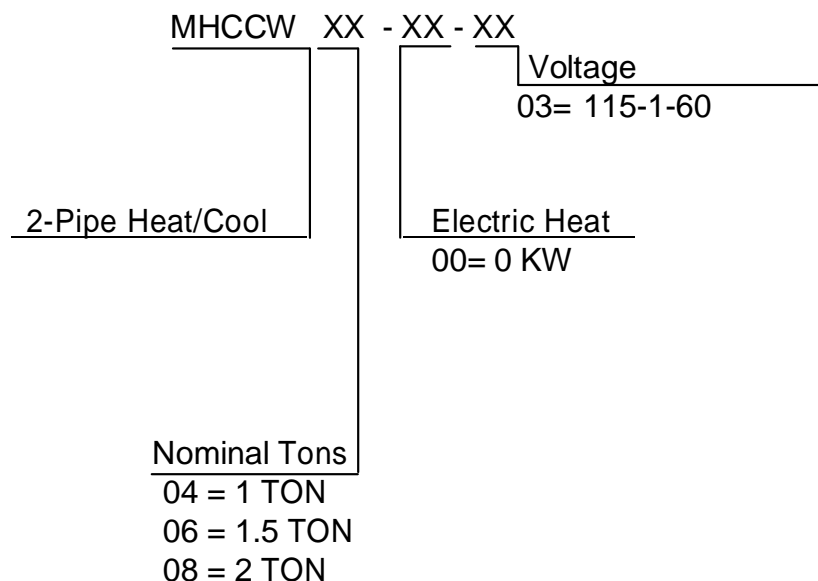 MHCCW XX - XX - XX
Voltage
03= 115-1-60
2-Pipe Heat/Cool
Electric Heat
00= 0 KW
Nominal Tons
04 = 1 TON
06 = 1.5 TON
08 = 2 TON